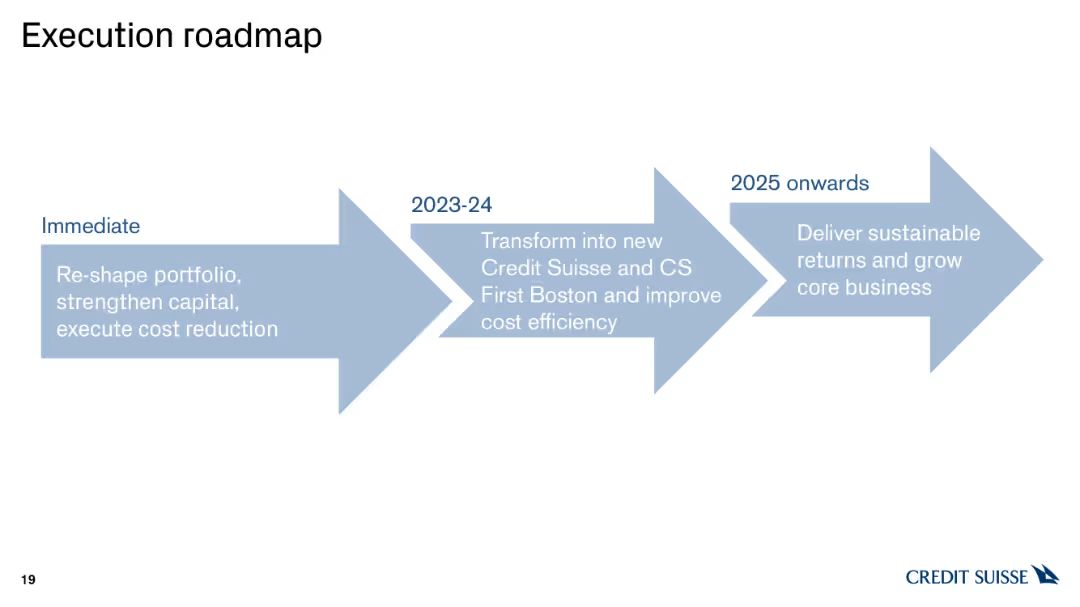 Execution roadmap
Immediate
Re-shape portfolio,
strengthen capital,
execute cost reduction
2023-24
Transform into new
Credit Suisse and CS
First Boston and improve
cost efficiency
2025 onwards
Deliver sustainable
returns and grow
core business
19
CREDIT SUISSE